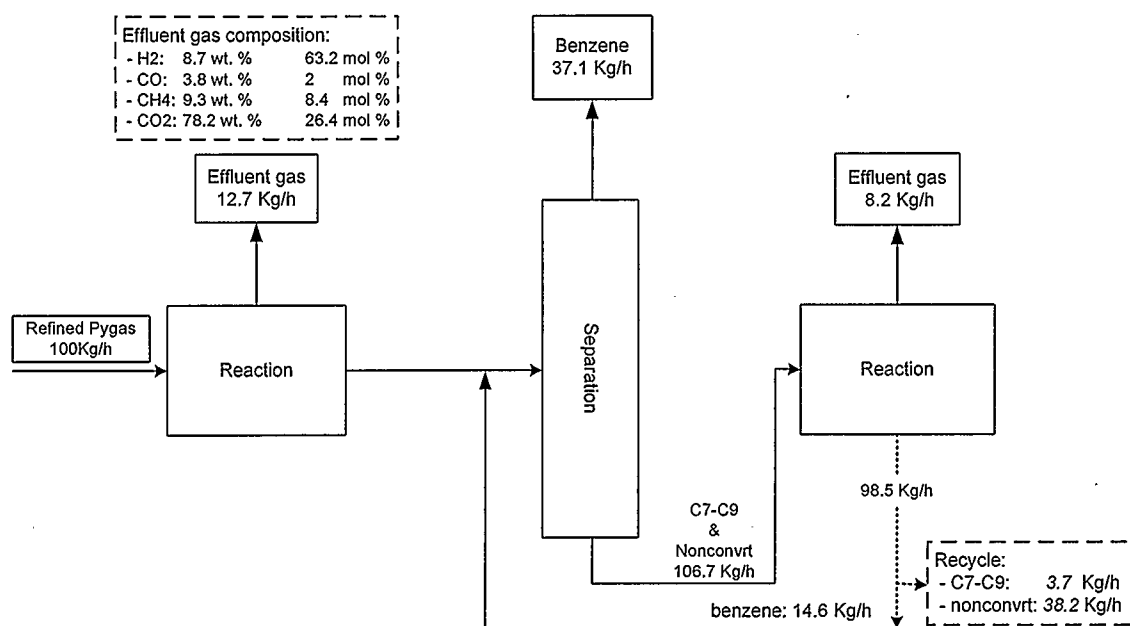 Effluent gas composition:
- H2: 8.7 wt. % 63.2 mol %
- CO: 3.8 wt. % 2 mol %
- CH4: 9.3 wt. % 8.4 mol %
- CO2: 78.2 wt. % 26.4 mol %
Benzene
37.1 Kg/h
Effluent gas
12.7 Kg/h
Effluent gas
8.2 Kg/h
Refined Pygas
100Kg/h
Reaction
Separation
Reaction
98.5 Kg/h
C7-C9
&
Nonconvrt
106.7 Kg/h
benzene: 14.6 Kg/h
Recycle:
- C7-C9: 3.7 Kg/h
- nonconvrt: 38.2 Kg/h